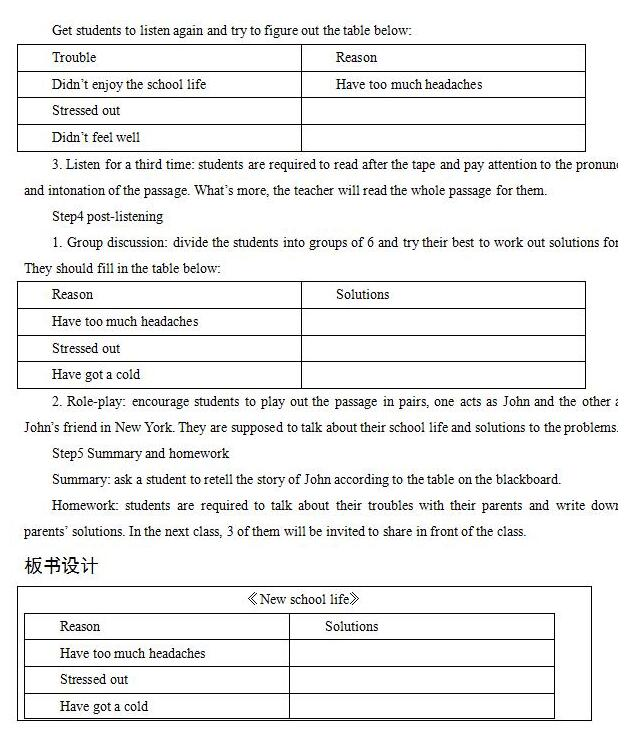 Get students to listen again and try to figure out the table below:
Trouble Reason
Didn't enjoy the school life Have too much headaches
Stressed out
Didn't feel well
3. Listen for a third time: students are required to read after the tape and pay attention to the pronun
and intonation of the passage. What's more, the teacher will read the whole passage for them.
Step4 post-listening
1. Group discussion: divide the students into groups of 6 and try their best to work out solutions for
They should fill in the table below:
Reason Solutions
Have too much headaches
Stressed out
Have got a cold
2. Role-play: encourage students to play out the passage in pairs, one acts as John and the other a
John's friend in New York. They are supposed to talk about their school life and solutions to the problems.
Step5 Summary and homework
Summary: ask a student to retell the story of John according to the table on the blackboard.
Homework: students are required to talk about their troubles with their parents and write down
parents' solutions. In the next class, 3 of them will be invited to share in front of the class.
板书设计
《New school life》
Reason Solutions
Have too much headaches
Stressed out
Have got a cold